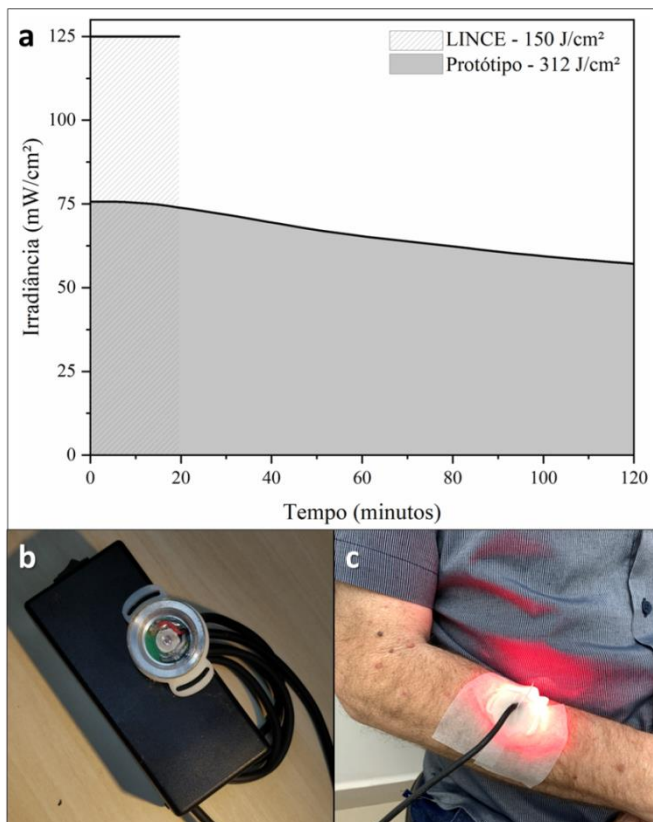 a
LINCE - 150 J/cm²
Protótipo - 312 J/cm²
125
100
75
50
25
0
Irradiância (mW/cm²)
0 20 40 60 80 100 120
Tempo (minutos)
b
c